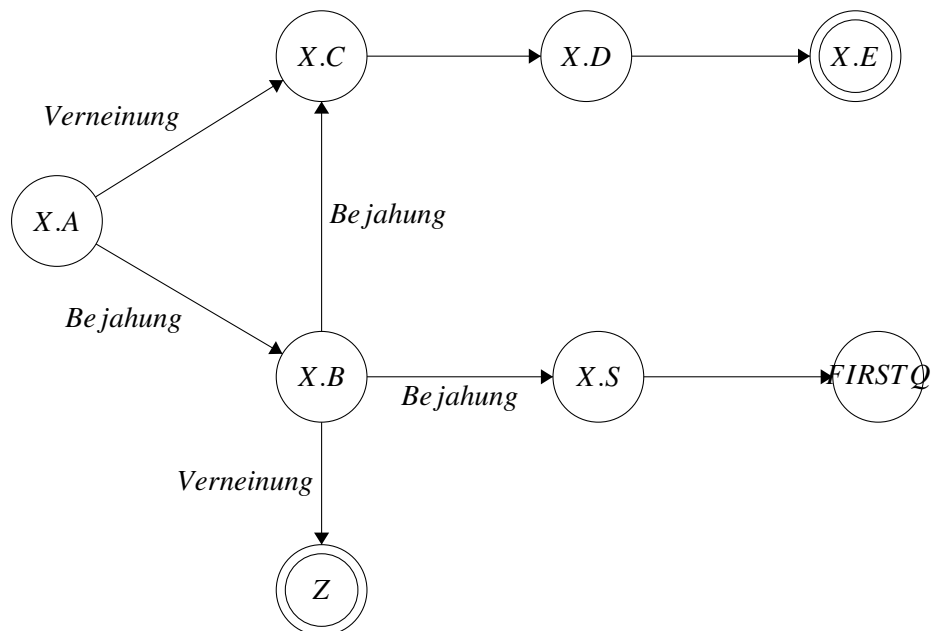 X.C
X.D
X.E
Verneinung
X.A
Bejahung
Bejahung
X.B
Bejahung
X.S
FIRSTQ
Verneinung
Z